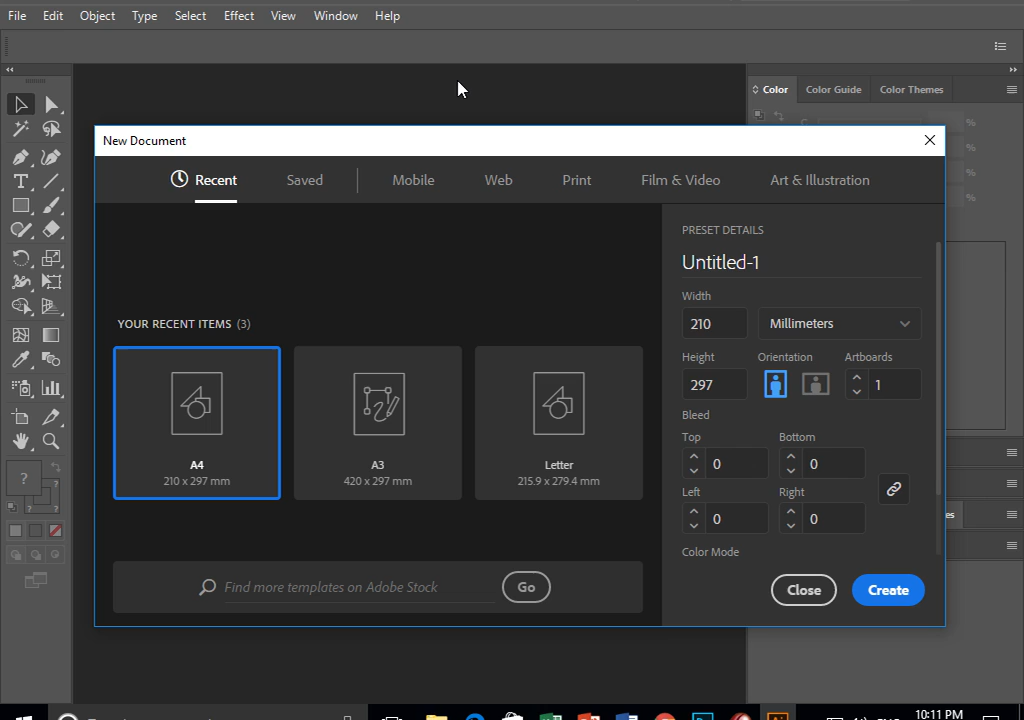 File Edit Object Type Select Effect View Window Help
Color Color Guide Color Themes
%
%
%
%
New Document
Recent Saved Mobile Web Print Film & Video Art & Illustration
PRESET DETAILS
Untitled-1
Width
210 Millimeters
Height Orientation Artboards
297 1
Bleed
Top Bottom
0 0
Left Right
0 0
Color Mode
YOUR RECENT ITEMS (3)
A4
210 x 297 mm
A3
420 x 297 mm
Letter
215.9 x 279.4 mm
Find more templates on Adobe Stock Go
Close Create
10:11 PM